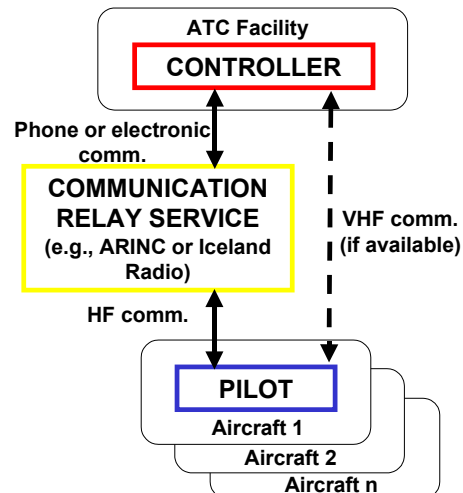 ATC Facility
CONTROLLER
Phone or electronic
comm.
COMMUNICATION
RELAY SERVICE
(e.g., ARINC or Iceland
Radio)
VHF comm.
(if available)
HF comm.
PILOT
Aircraft 1
Aircraft 2
Aircraft n